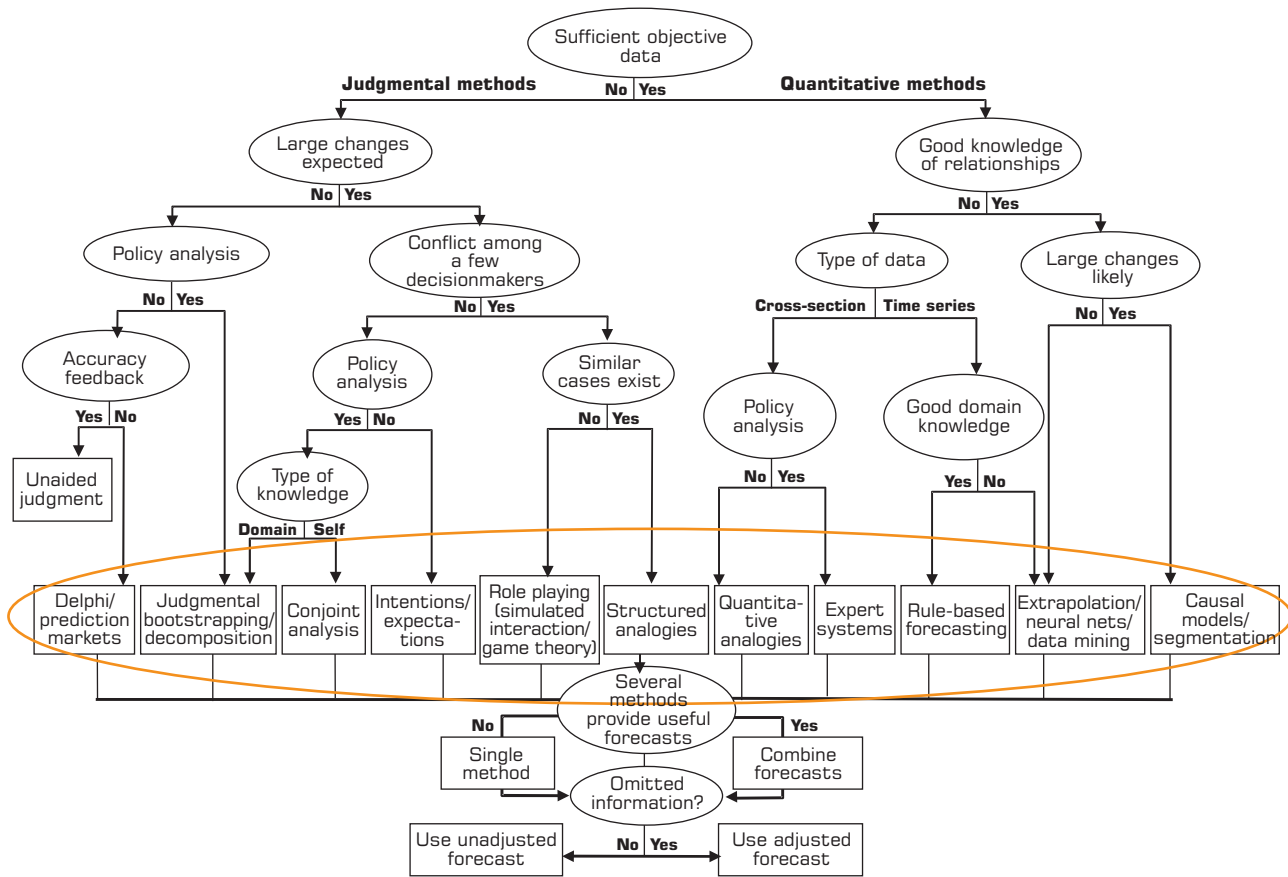 Sufficient objective
data
Judgmental methods
Quantitative methods
No Yes
Large changes
expected
Good knowledge
of relationships
No Yes
No Yes
Policy analysis
Conflict among
a few
decisionmakers
Type of data
Large changes
likely
No Yes
No Yes
Cross-section Time series
No Yes
Accuracy
feedback
Policy
analysis
Similar
cases exist
Policy
analysis
Good domain
knowledge
Yes No
Yes No
No Yes
No Yes
Yes No
Unaided
judgment
Type of
knowledge
Domain Self
Delphi/
prediction
markets
Judgmental
bootstrapping/
decomposition
Conjoint
analysis
Intentions/
expecta-
tions
Role playing
(simulated
interaction/
game theory)
Structured
analogies
Quantita-
tive
analogies
Expert
systems
Rule-based
forecasting
Extrapolation/
neural nets/
data mining
Causal
models/
segmentation
Several
methods
provide useful
forecasts
No
Yes
Single
method
Combine
forecasts
Omitted
information?
No Yes
Use unadjusted
forecast
Use adjusted
forecast